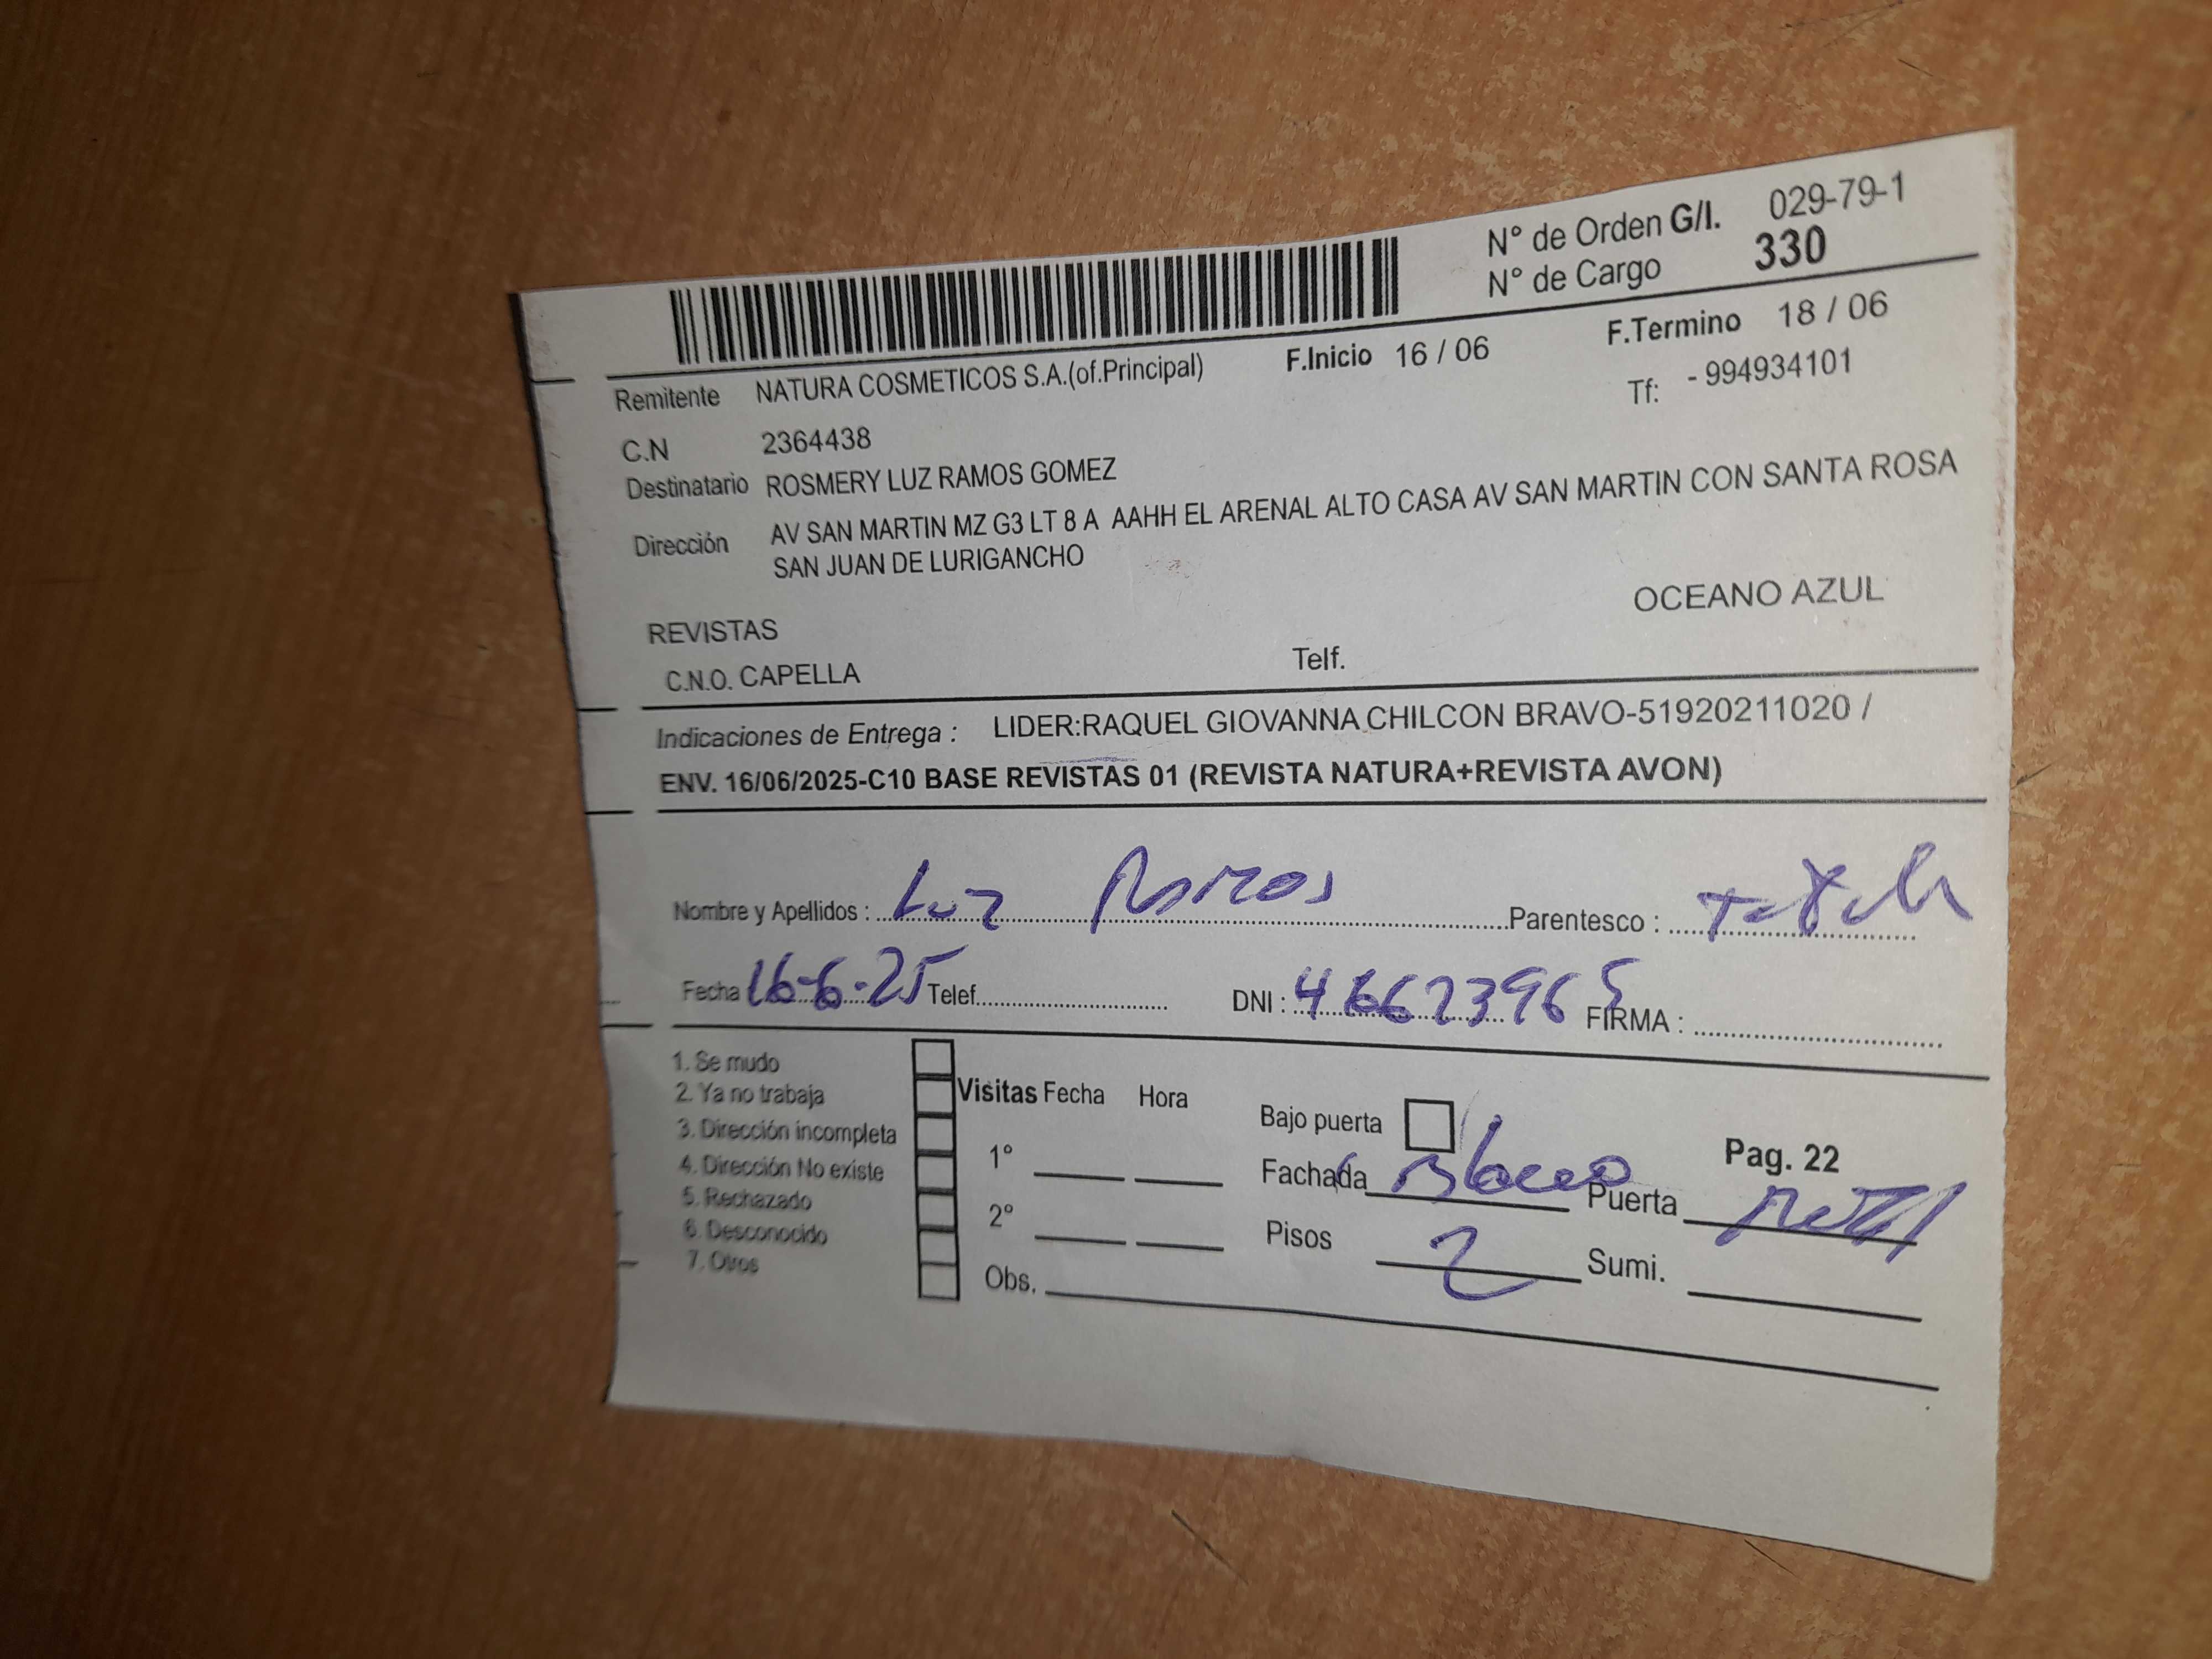 N° de Orden G/I. 029-79-1
N° de Cargo 330
Remitente NATURA COSMETICOS S.A.(of.Principal) F.Inicio 16 / 06 F.Termino 18 / 06
C.N 2364438 Tf: - 994934101
Destinatario ROSMERY LUZ RAMOS GOMEZ
Dirección AV SAN MARTIN MZ G3 LT 8 A AAHH EL ARENAL ALTO CASA AV SAN MARTIN CON SANTA ROSA
SAN JUAN DE LURIGANCHO
OCEANO AZUL
REVISTAS
C.N.O. CAPELLA Telf.
Indicaciones de Entrega : LIDER:RAQUEL GIOVANNA CHILCON BRAVO-51920211020 /
ENV. 16/06/2025-C10 BASE REVISTAS 01 (REVISTA NATURA+REVISTA AVON)
Nombre y Apellidos : Luz Ramos Parentesco :
Fecha 16-6-25 Telef. DNI : 46623965 FIRMA :
1. Se mudo
2. Ya no trabaja
3. Dirección incompleta
4. Dirección No existe
5. Rechazado
6. Desconocido
7. Otros
Visitas Fecha Hora
1°
2°
Obs.
Bajo puerta
Pag. 22
Fachada Blanco Puerta Metal
Pisos 2 Sumi.